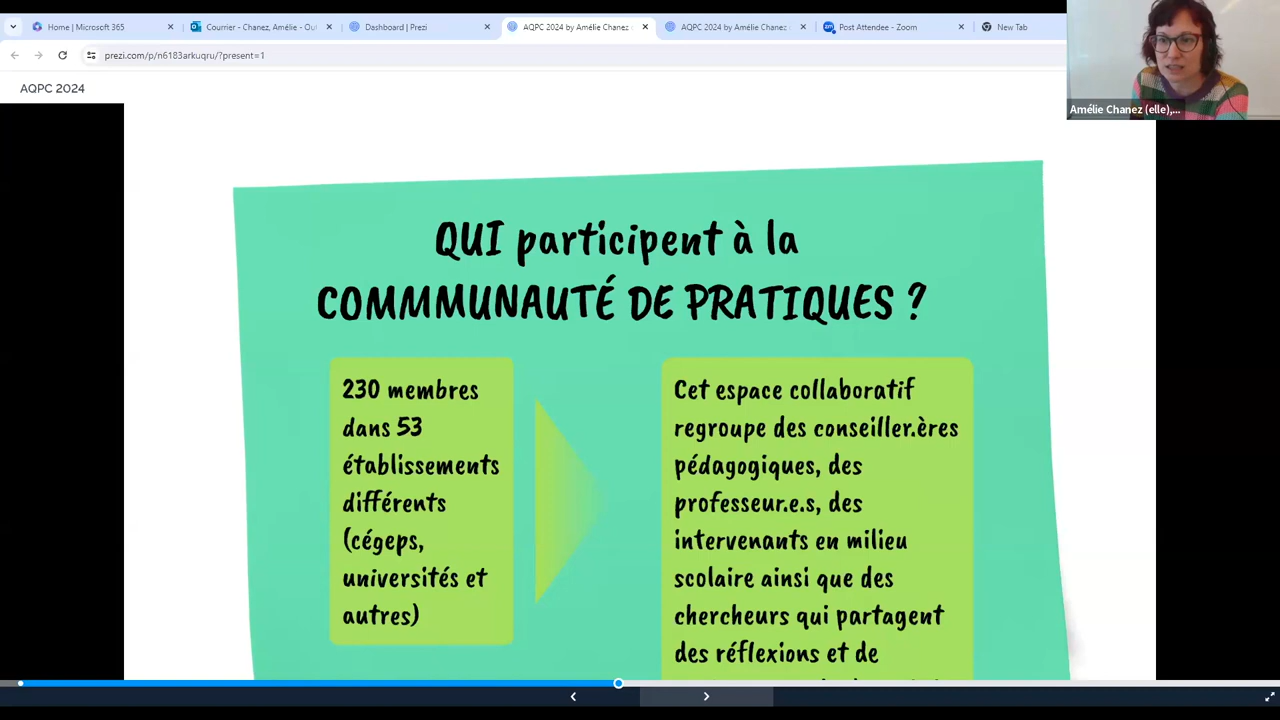 Home | Microsoft 365
Courrier - Chanez, Amélie - Out
Dashboard | Prezi
AQPC 2024 by Amélie Chanez
AQPC 2024 by Amélie Chanez
Post Attendee - Zoom
New Tab
prezi.com/p/n6183arkuqru/?present=1
AQPC 2024
Amélie Chanez (elle),...
QUI participent à la
COMMMUNAUTÉ DE PRATIQUES ?
230 membres
dans 53
établissements
différents
(cégeps,
universités et
autres)
Cet espace collaboratif
regroupe des conseiller.ères
pédagogiques, des
professeur.e.s, des
intervenants en milieu
scolaire ainsi que des
chercheurs qui partagent
des réflexions et de